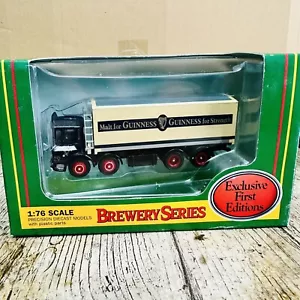 Malt for GUINNESS GUINNESS for Strength
1:76 SCALE
PRECISION DIECAST MODELS
with plastic parts
BREWERY SERIES
Exclusive
First
Editions